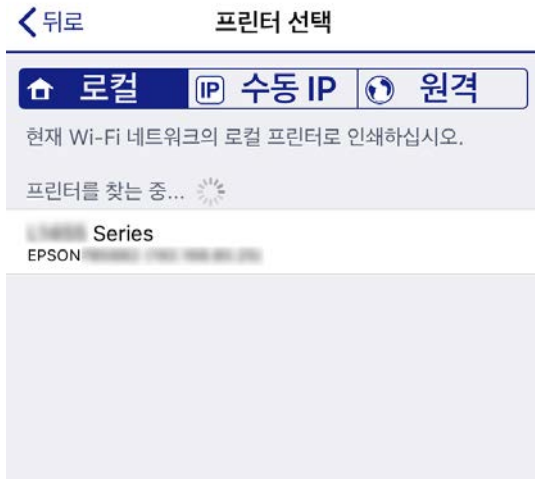 뒤로 프린터 선택
로컬 IP 수동 IP 원격
현재 Wi-Fi 네트워크의 로컬 프린터로 인쇄하십시오.
프린터를 찾는 중...
Series
EPSON